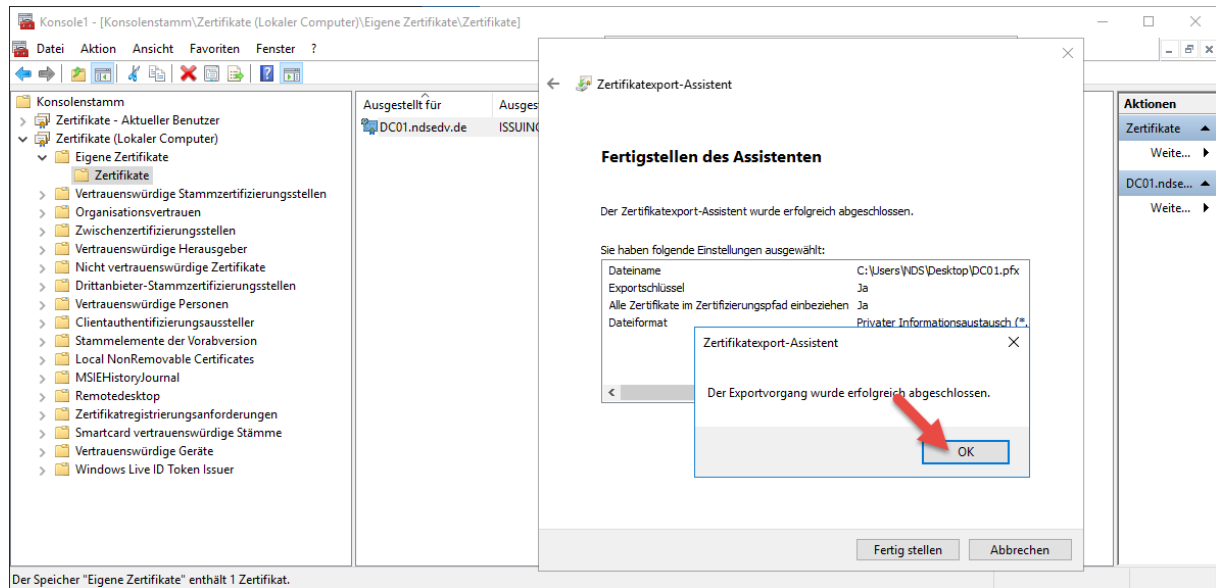 Konsole1 - [Konsolenstamm\Zertifikate (Lokaler Computer)\Eigene Zertifikate\Zertifikate]
Datei Aktion Ansicht Favoriten Fenster ?
Konsolenstamm
Zertifikate - Aktueller Benutzer
Zertifikate (Lokaler Computer)
Eigene Zertifikate
Zertifikate
Vertrauenswürdige Stammzertifizierungsstellen
Organisationsvertrauen
Zwischenzertifizierungsstellen
Vertrauenswürdige Herausgeber
Nicht vertrauenswürdige Zertifikate
Drittanbieter-Stammzertifizierungsstellen
Vertrauenswürdige Personen
Clientauthentifizierungsaussteller
Stammelemente der Vorabversion
Local NonRemovable Certificates
MSIEHistoryJournal
Remotedesktop
Zertifikatregistrierungsanforderungen
Smartcard vertrauenswürdige Stämme
Vertrauenswürdige Geräte
Windows Live ID Token Issuer
Ausgestellt für Ausges
DC01.ndsedv.de ISSUING
Zertifikatexport-Assistent
Fertigstellen des Assistenten
Der Zertifikatexport-Assistent wurde erfolgreich abgeschlossen.
Sie haben folgende Einstellungen ausgewählt:
Dateiname C:\Users\NDS\Desktop\DC01.pfx
Exportschlüssel Ja
Alle Zertifikate im Zertifizierungspfad einbeziehen Ja
Dateiformat Privater Informationsaustausch (*.
Zertifikatexport-Assistent
Der Exportvorgang wurde erfolgreich abgeschlossen.
OK
Fertig stellen Abbrechen
Aktionen
Zertifikate
Weite...
DC01.ndse...
Weite...
Der Speicher "Eigene Zertifikate" enthält 1 Zertifikat.